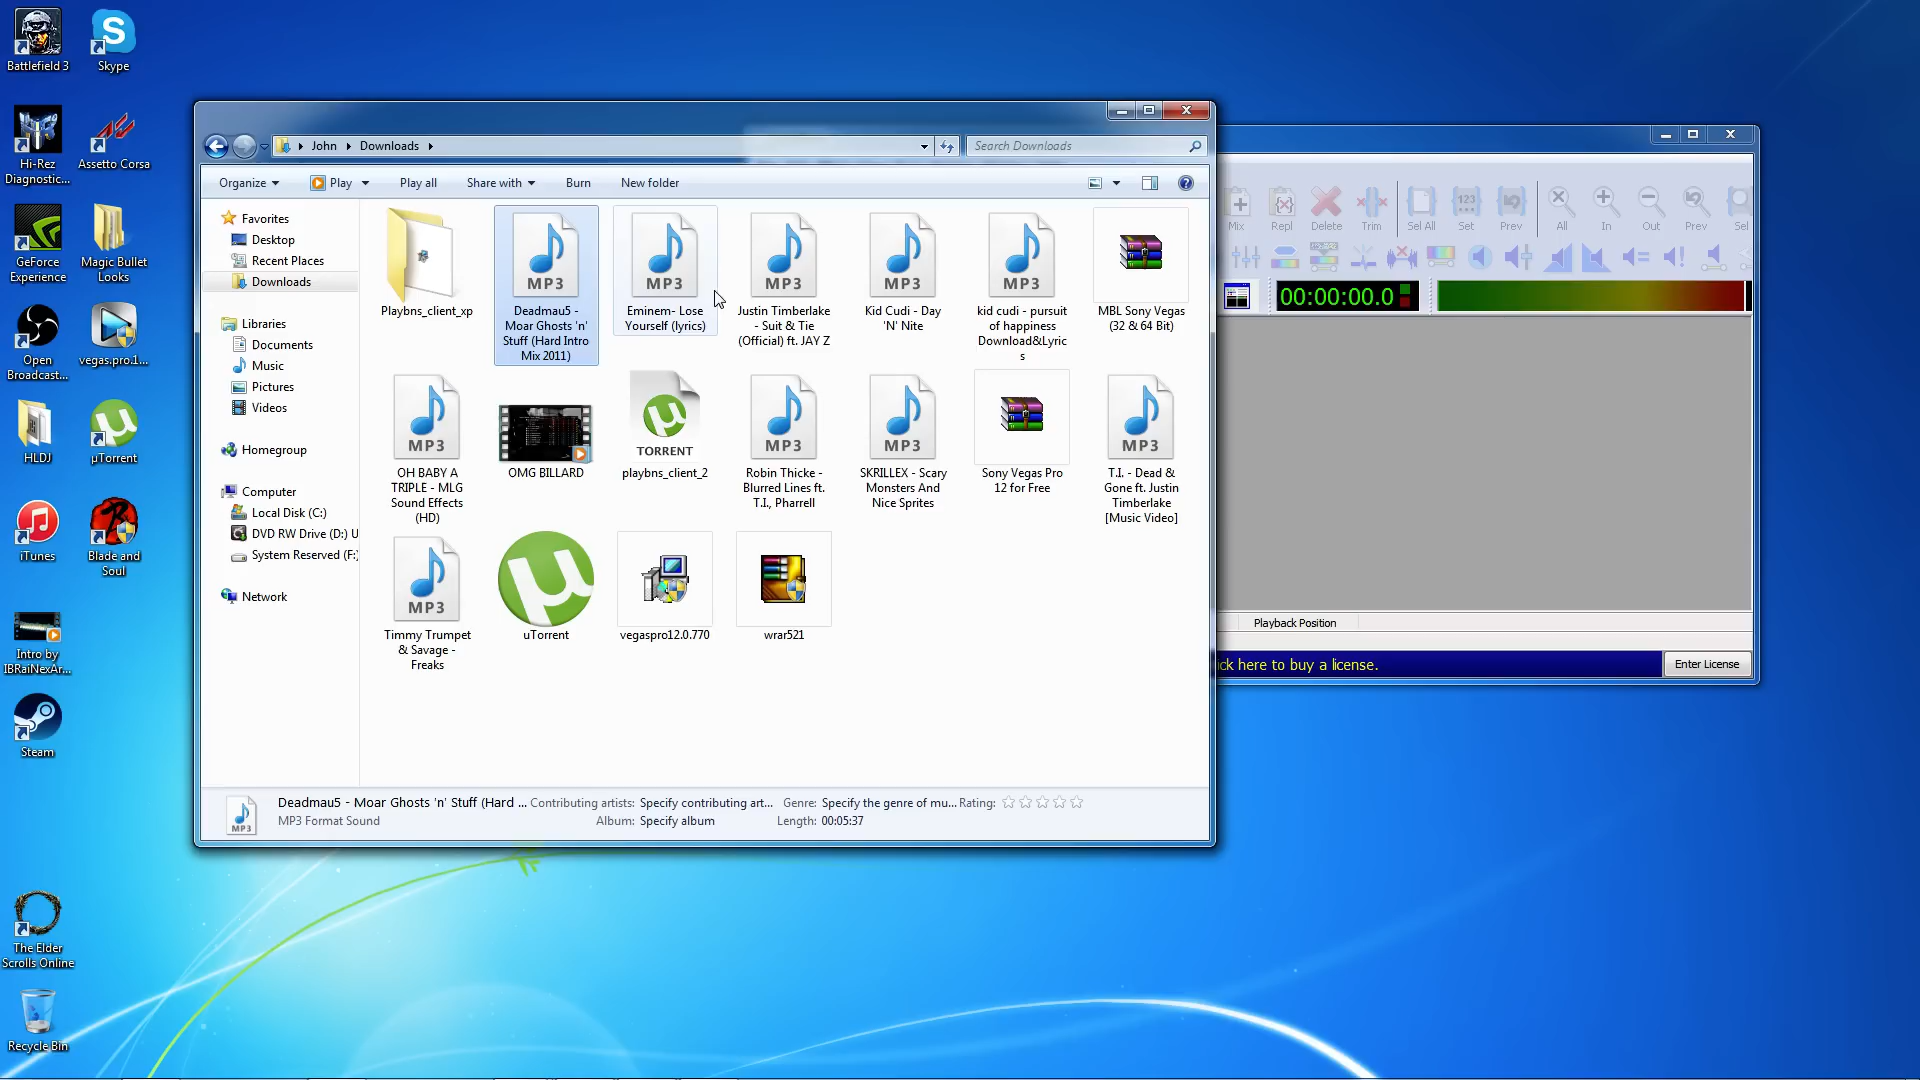 Battlefield 3
Skype
Hi-Rez
Diagnostic...
Assetto Corsa
GeForce
Experience
Magic Bullet
Looks
Open
Broadcast...
vegas.pro.1...
HLDJ
µTorrent
iTunes
Blade and
Soul
Intro by
IBRaiNexAr...
Steam
The Elder
Scrolls Online
Recycle Bin
John
Downloads
Search Downloads
Organize
Play
Play all
Share with
Burn
New folder
Favorites
Desktop
Recent Places
Downloads
Libraries
Documents
Music
Pictures
Videos
Homegroup
Computer
Local Disk (C:)
DVD RW Drive (D:) U
System Reserved (F:
Network
Playbns_client_xp
MP3
Deadmau5 -
Moar Ghosts 'n'
Stuff (Hard Intro
Mix 2011)
MP3
Eminem- Lose
Yourself (lyrics)
MP3
Justin Timberlake
- Suit & Tie
(Official) ft. JAY Z
MP3
Kid Cudi - Day
'N' Nite
MP3
kid cudi - pursuit
of happiness
Download&Lyric
s
MBL Sony Vegas
(32 & 64 Bit)
MP3
OH BABY A
TRIPLE - MLG
Sound Effects
(HD)
OMG BILLARD
TORRENT
playbns_client_2
MP3
Robin Thicke -
Blurred Lines ft.
T.I., Pharrell
MP3
SKRILLEX - Scary
Monsters And
Nice Sprites
Sony Vegas Pro
12 for Free
MP3
T.I. - Dead &
Gone ft. Justin
Timberlake
[Music Video]
MP3
Timmy Trumpet
& Savage -
Freaks
uTorrent
vegaspro12.0.770
wrar521
MP3
Deadmau5 - Moar Ghosts 'n' Stuff (Hard ... Contributing artists: Specify contributing art... Genre: Specify the genre of mu... Rating:
MP3 Format Sound Album: Specify album Length: 00:05:37
Mix Repl Delete Trim Sel All Set Prev All In Out Prev Sel
123
00:00:00.0
Playback Position
ick here to buy a license.
Enter License